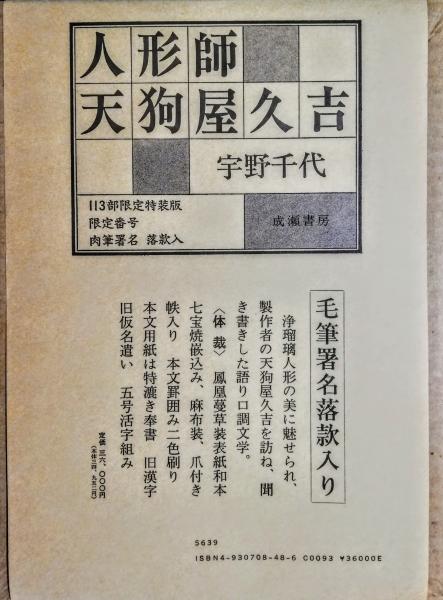 人形師
天狗屋久吉
宇野千代
113部限定特装版
限定番号
肉筆署名 落款入
成瀬書房
毛筆署名落款入り
浄瑠璃人形の美に魅せられ、
製作者の天狗屋久吉を訪ね、聞
き書きした語り口調文学。
〈体 裁〉 鳳凰蔓草装表紙和本
七宝焼嵌込み、麻布装、爪付き
帙入り 本文罫囲み二色刷り
本文用紙は特漉き奉書 旧漢字
旧仮名遣い 五号活字組み
定価 三六、〇〇〇円
(本体三四、九五二円)
5639
ISBN4-930708-48-6 C0093 ¥36000E